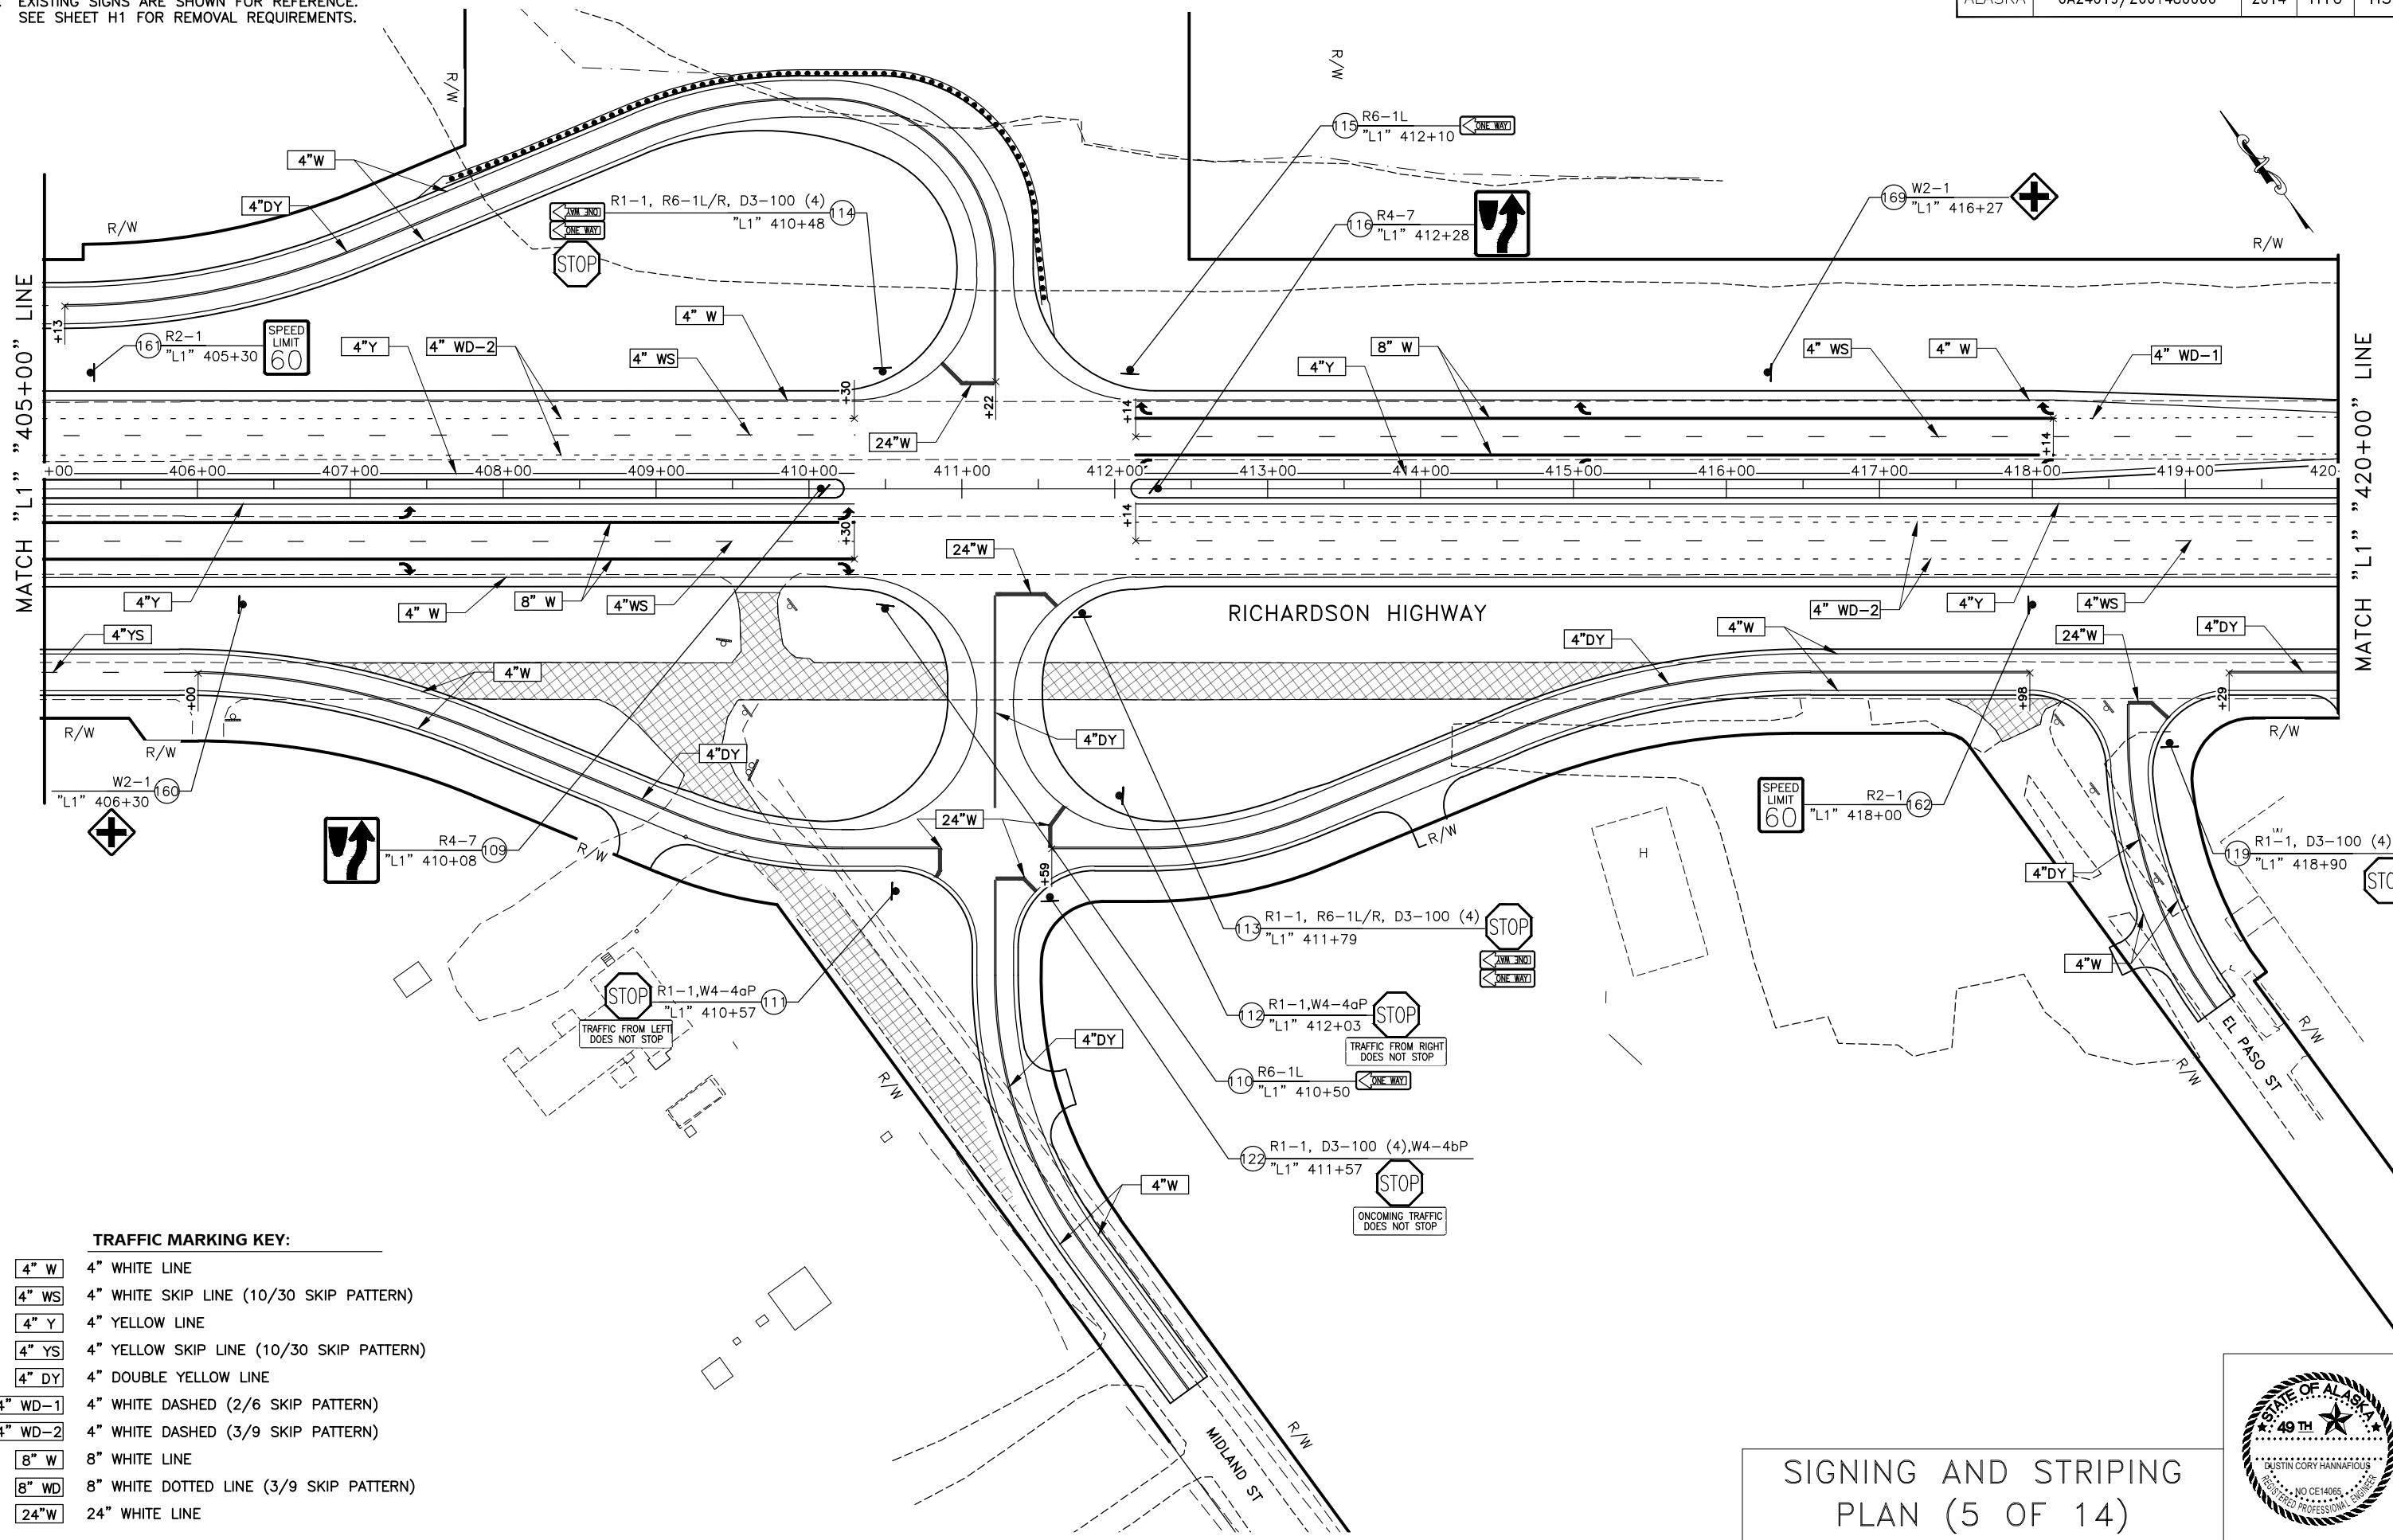 EXISTING SIGNS ARE SHOWN FOR REFERENCE.
SEE SHEET H1 FOR REMOVAL REQUIREMENTS.
ALASKA
2014
R/W
R/W
R/W
R/W
4"W
4"DY
R1-1, R6-1L/R, D3-100 (4)
"L1" 410+48
114
ONE WAY
ONE WAY
STOP
115
R6-1L
"L1" 412+10
ONE WAY
116
R4-7
"L1" 412+28
169
W2-1
"L1" 416+27
MATCH "L1" "405+00" LINE
+13
161
R2-1
"L1" 405+30
SPEED
LIMIT
60
4"Y
4" WD-2
4" WS
4" W
+30
24"W
+22
+14
4"Y
8" W
4" WS
4" W
4" WD-1
+14
MATCH "L1" "420+00" LINE
+00
406+00
407+00
408+00
409+00
410+00
411+00
412+00
413+00
414+00
415+00
416+00
417+00
418+00
419+00
420
+30
+14
4"Y
4" W
8" W
4"WS
24"W
RICHARDSON HIGHWAY
4" WD-2
4"Y
4"WS
4"YS
4"W
+00
4"DY
4"DY
4"DY
4"W
24"W
4"DY
+98
+29
R/W
R/W
R/W
W2-1
"L1" 406+30
160
R4-7
"L1" 410+08
109
R/W
24"W
+59
R/W
SPEED
LIMIT
60
R2-1
"L1" 418+00
162
4"DY
119
R1-1, D3-100 (4)
"L1" 418+90
STO
H
113
R1-1, R6-1L/R, D3-100 (4)
"L1" 411+79
STOP
ONE WAY
ONE WAY
4"W
STOP
R1-1,W4-4aP
"L1" 410+57
111
TRAFFIC FROM LEFT
DOES NOT STOP
112
R1-1,W4-4aP
"L1" 412+03
STOP
TRAFFIC FROM RIGHT
DOES NOT STOP
4"DY
110
R6-1L
"L1" 410+50
ONE WAY
R/W
EL PASO ST
R/W
R/W
122
R1-1, D3-100 (4),W4-4bP
"L1" 411+57
STOP
ONCOMING TRAFFIC
DOES NOT STOP
4"W
MIDLAND ST
R/W
TRAFFIC MARKING KEY:
4" W 4" WHITE LINE
4" WS 4" WHITE SKIP LINE (10/30 SKIP PATTERN)
4" Y 4" YELLOW LINE
4" YS 4" YELLOW SKIP LINE (10/30 SKIP PATTERN)
4" DY 4" DOUBLE YELLOW LINE
4" WD-1 4" WHITE DASHED (2/6 SKIP PATTERN)
4" WD-2 4" WHITE DASHED (3/9 SKIP PATTERN)
8" W 8" WHITE LINE
8" WD 8" WHITE DOTTED LINE (3/9 SKIP PATTERN)
24"W 24" WHITE LINE
SIGNING AND STRIPING
PLAN (5 OF 14)
STATE OF ALASKA
49 TH
DUSTIN CORY HANNAFIOUS
NO CE14065
REGISTERED PROFESSIONAL ENGINEER